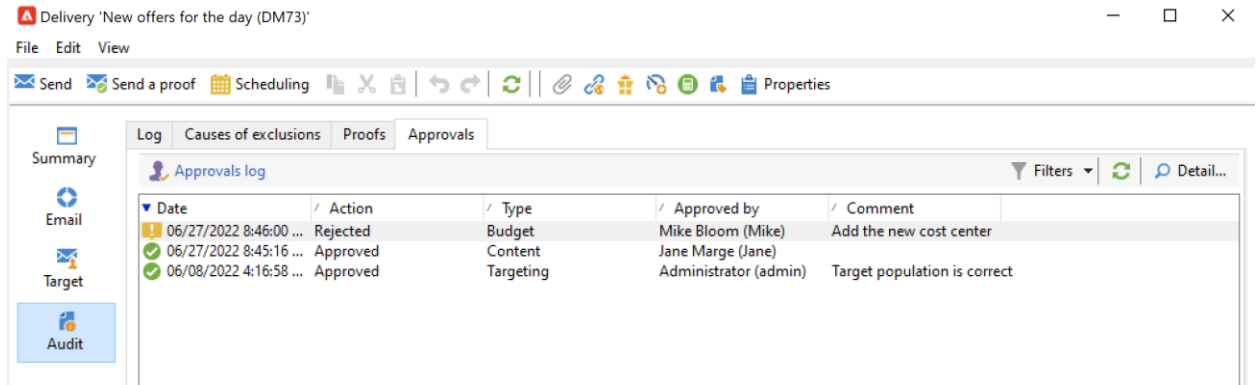 Delivery 'New offers for the day (DM73)'
File Edit View
Send Send a proof Scheduling Properties
Log Causes of exclusions Proofs Approvals
Summary
Approvals log Filters Detail...
Date Action Type Approved by Comment
06/27/2022 8:46:00 ... Rejected Budget Mike Bloom (Mike) Add the new cost center
Email
06/27/2022 8:45:16 ... Approved Content Jane Marge (Jane)
06/08/2022 4:16:58 ... Approved Targeting Administrator (admin) Target population is correct
Target
Audit